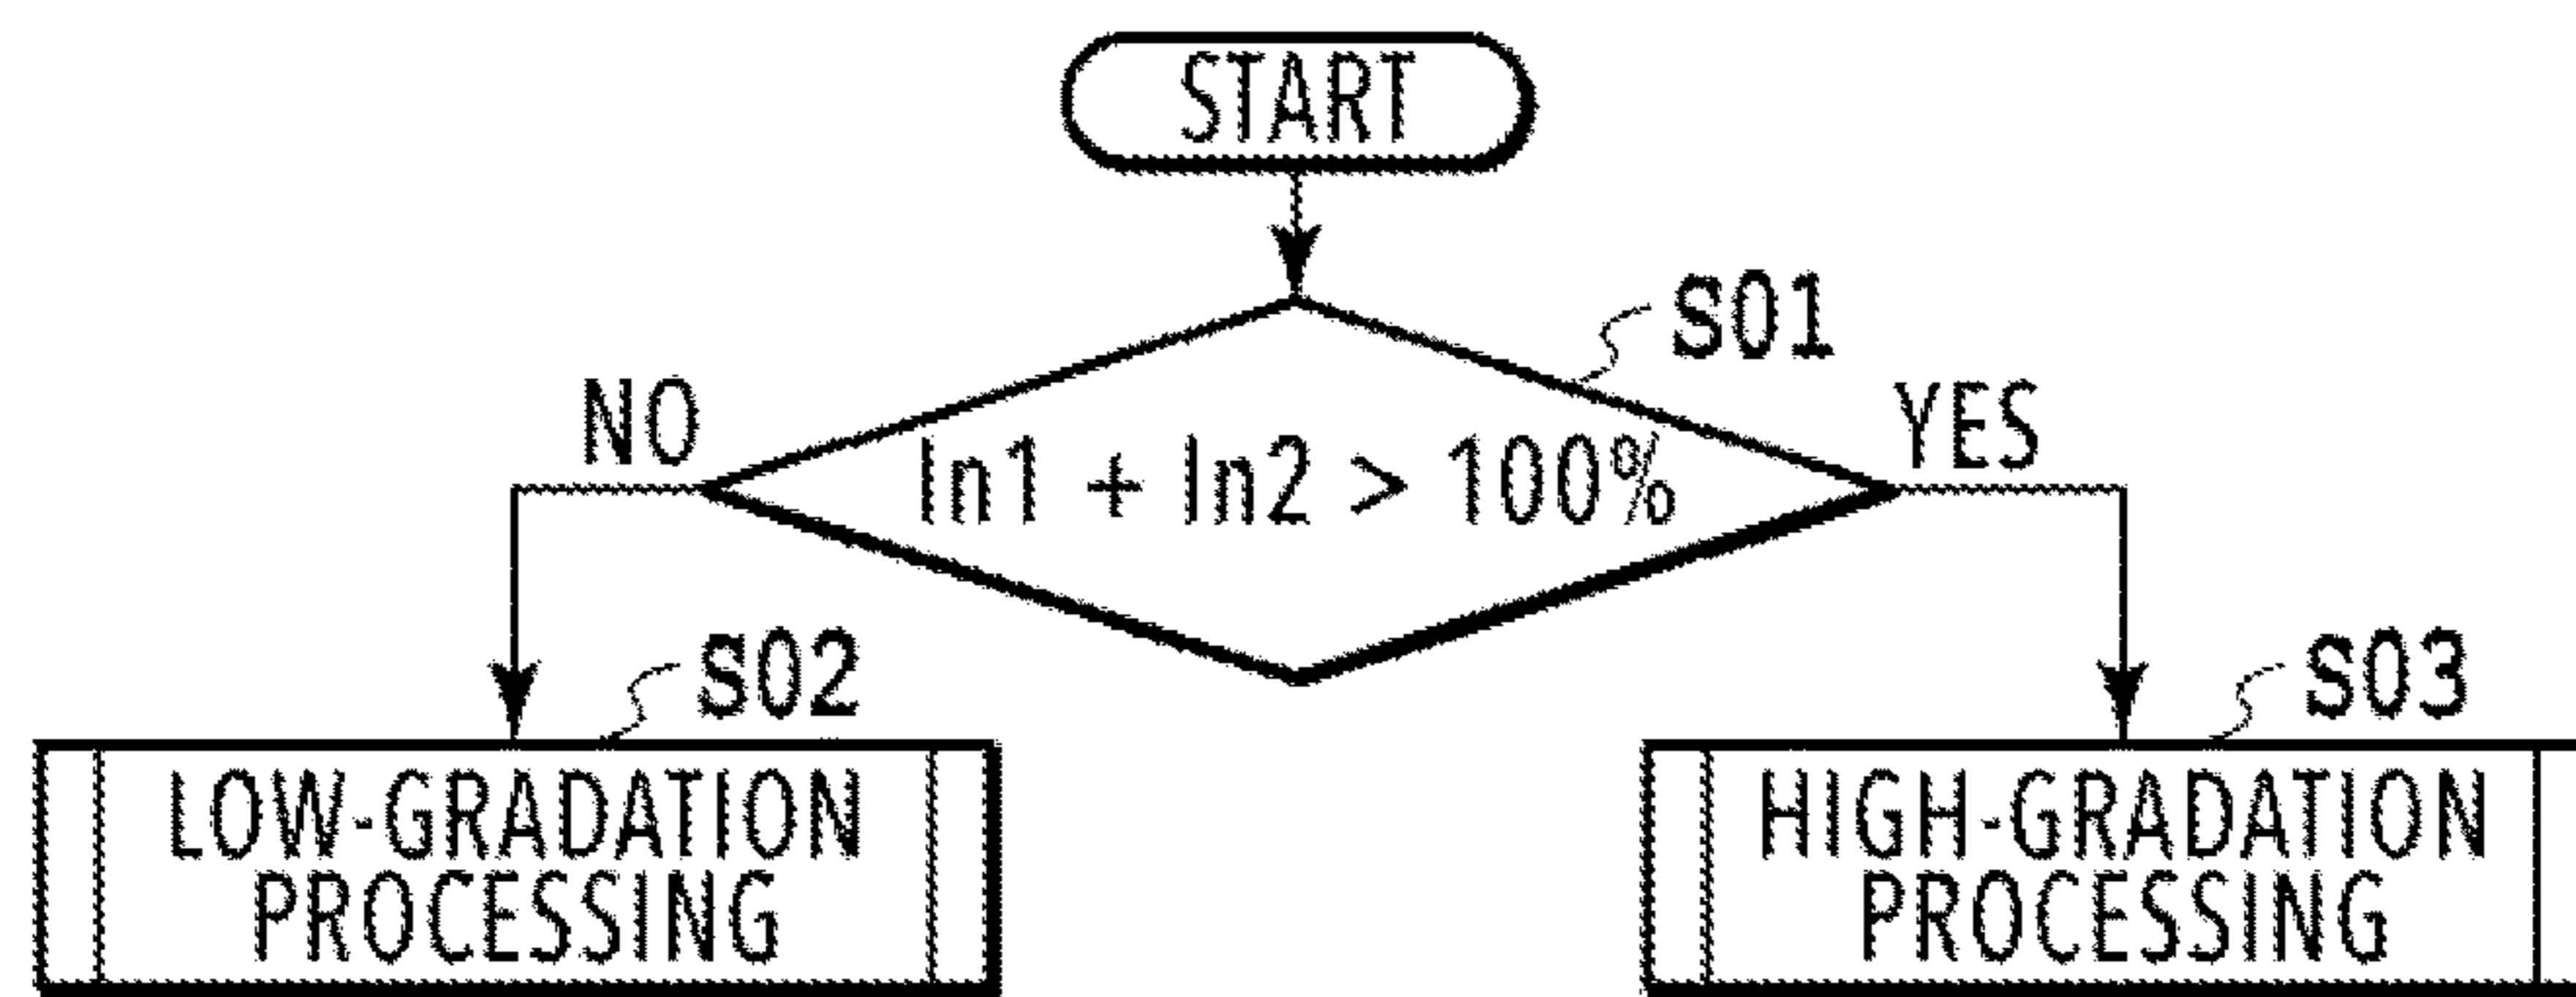 START
S01
NO
YES
In1 + In2 > 100%
S02
S03
LOW-GRADATION
PROCESSING
HIGH-GRADATION
PROCESSING